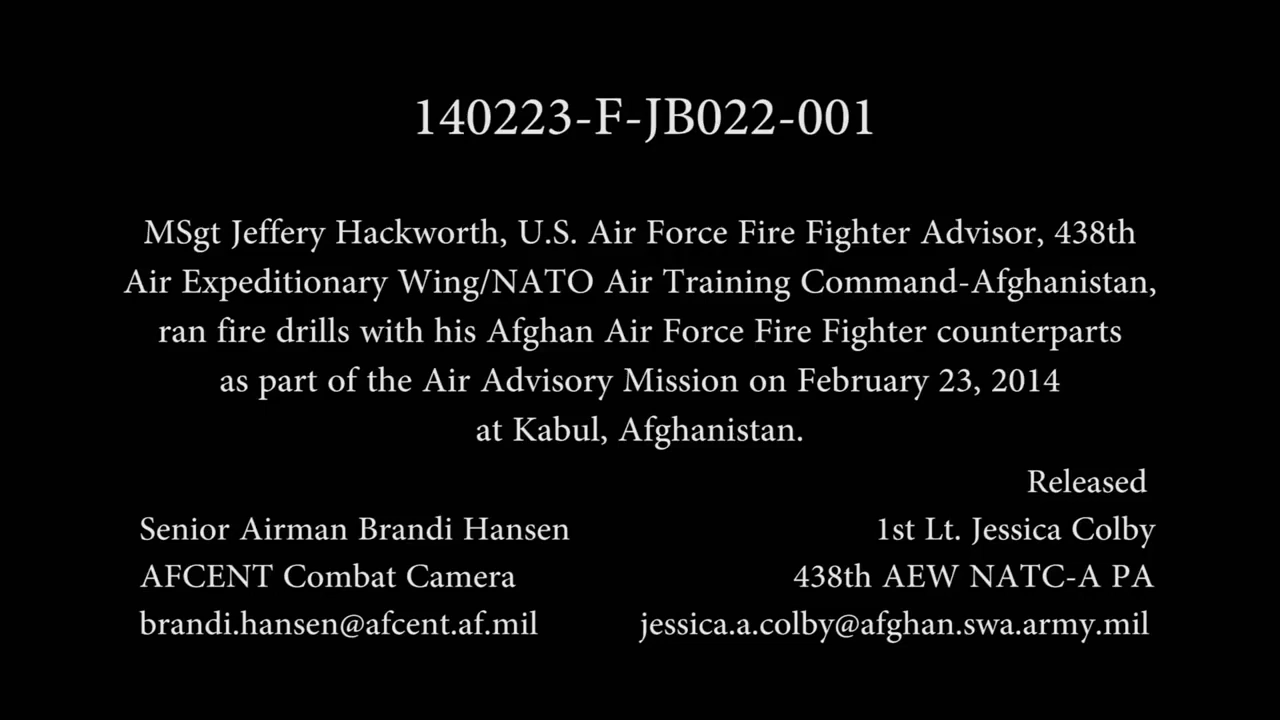 140223-F-JB022-001
MSgt Jeffery Hackworth, U.S. Air Force Fire Fighter Advisor, 438th
Air Expeditionary Wing/NATO Air Training Command-Afghanistan,
ran fire drills with his Afghan Air Force Fire Fighter counterparts
as part of the Air Advisory Mission on February 23, 2014
at Kabul, Afghanistan.
Released
Senior Airman Brandi Hansen 1st Lt. Jessica Colby
AFCENT Combat Camera 438th AEW NATC-A PA
brandi.hansen@afcent.af.mil jessica.a.colby@afghan.swa.army.mil